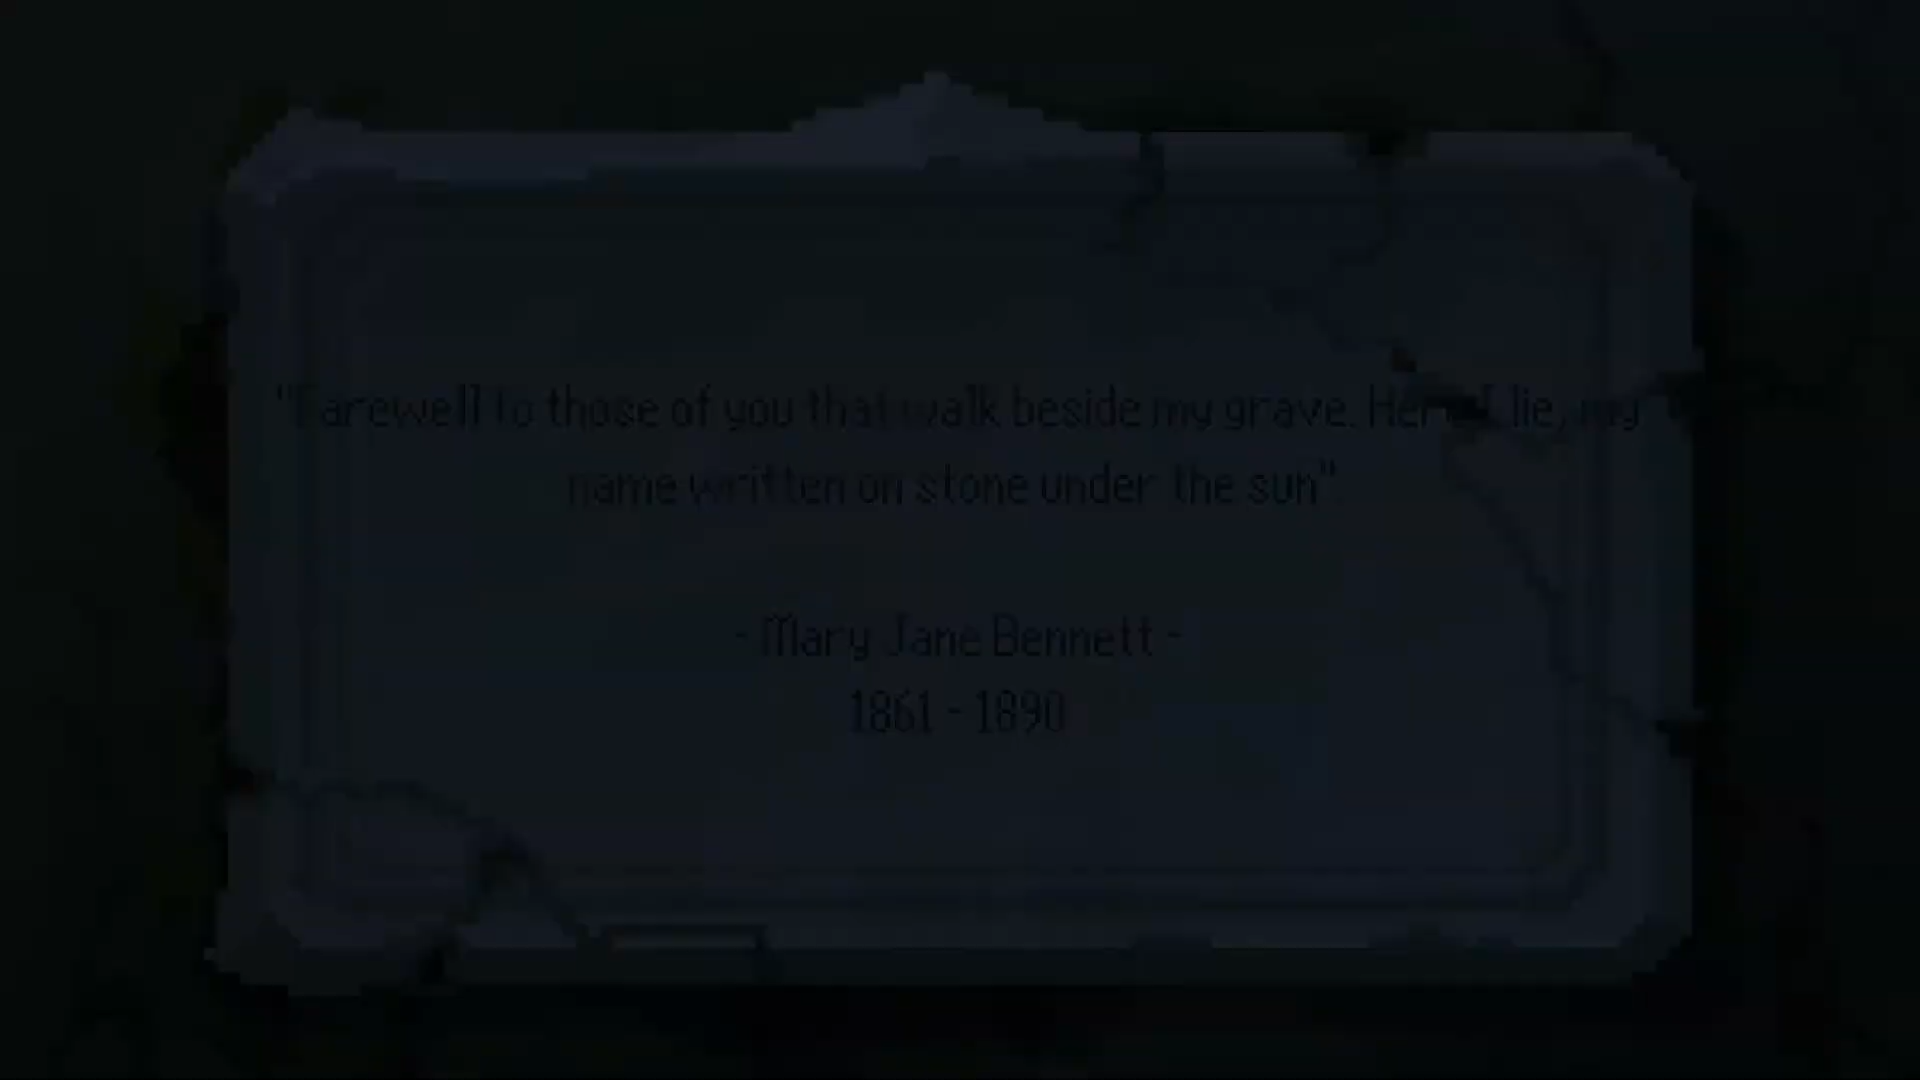 "Farewell to those of you that walk beside my grave. Here I lie, my
name written on stone under the sun".
- Mary Jane Bennett -
1861 - 1890